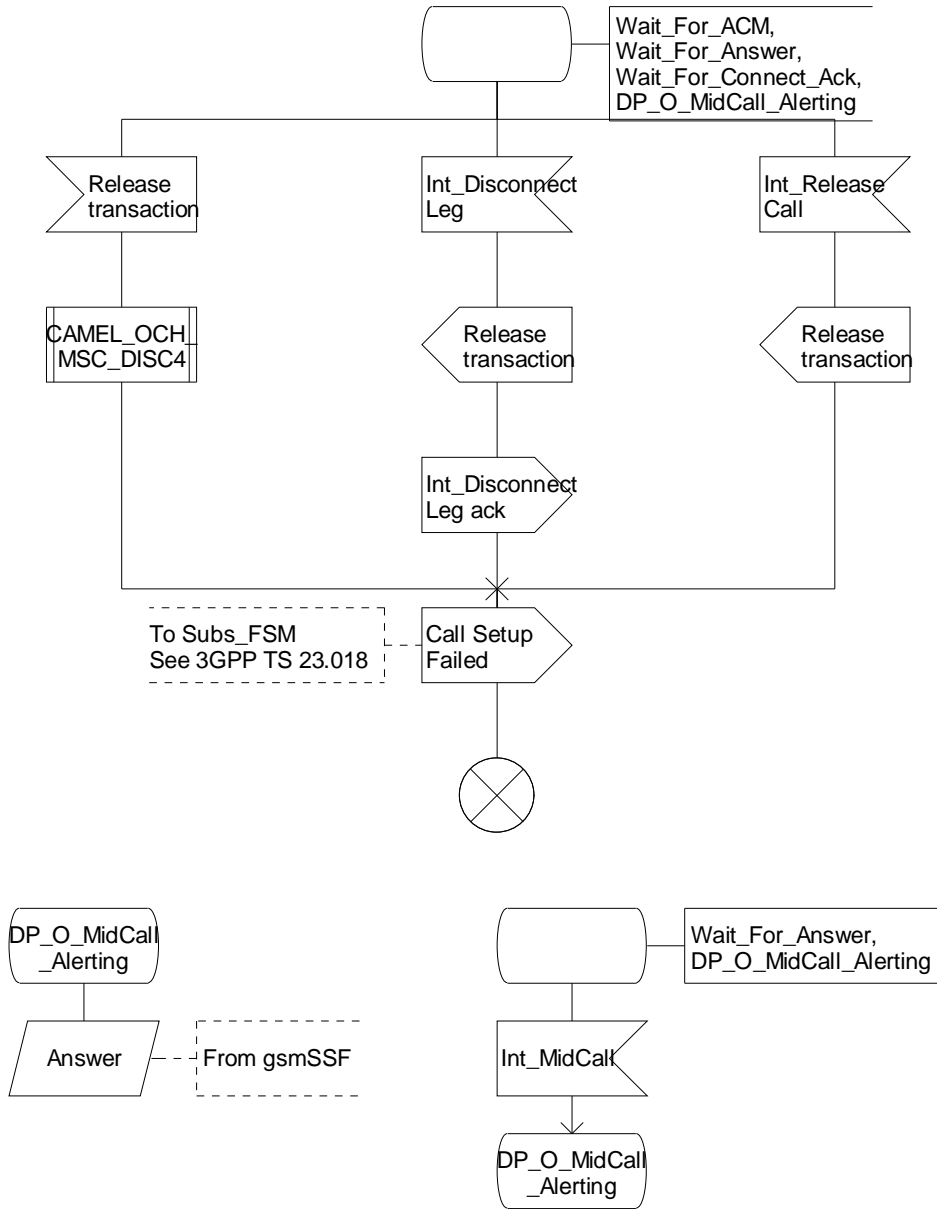 Wait_For_ACM,
Wait_For_Answer,
Wait_For_Connect_Ack,
DP_O_MidCall_Alerting
Release
transaction
Int_Disconnect
Leg
Int_Release
Call
CAMEL_OCH_
MSC_DISC4
Release
transaction
Release
transaction
Int_Disconnect
Leg ack
To Subs_FSM
See 3GPP TS 23.018
Call Setup
Failed
DP_O_MidCall
_Alerting
Wait_For_Answer,
DP_O_MidCall_Alerting
Answer
From gsmSSF
Int_MidCall
DP_O_MidCall
_Alerting